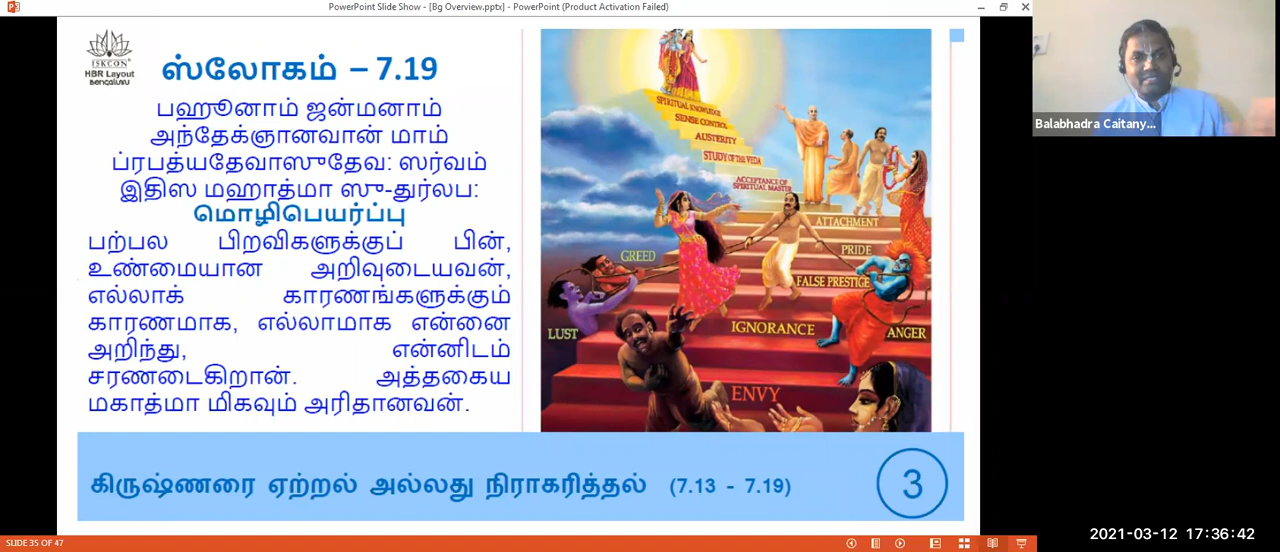 PowerPoint Slide Show - [Bg Overview.pptx] - PowerPoint (Product Activation Failed)
ISKCON
HBR Layout
Bengaluru
ஸ்லோகம் – 7.19
பஹூனாம் ஜன்மனாம்
அந்தேக்ஞானவான் மாம்
ப்ரபத்யதேவாஸுதேவ: ஸர்வம்
இதிஸ மஹாத்மா ஸு-துர்லப:
மொழிபெயர்ப்பு
பற்பல பிறவிகளுக்குப் பின்,
உண்மையான அறிவுடையவன்,
எல்லாக் காரணங்களுக்கும்
காரணமாக, எல்லாமாக என்னை
அறிந்து, என்னிடம்
சரணடைகிறான். அத்தகைய
மகாத்மா மிகவும் அரிதானவன்.
SPIRITUAL KNOWLEDGE
SENSE CONTROL
AUSTERITY
STUDY OF THE VEDA
ACCEPTANCE OF
SPIRITUAL MASTER
ATTACHMENT
PRIDE
GREED
FALSE PRESTIGE
LUST
IGNORANCE
ANGER
ENVY
கிருஷ்ணரை ஏற்றல் அல்லது நிராகரித்தல் (7.13 - 7.19)
3
Balabhadra Caitany...
2021-03-12 17:36:42
SLIDE 35 OF 47